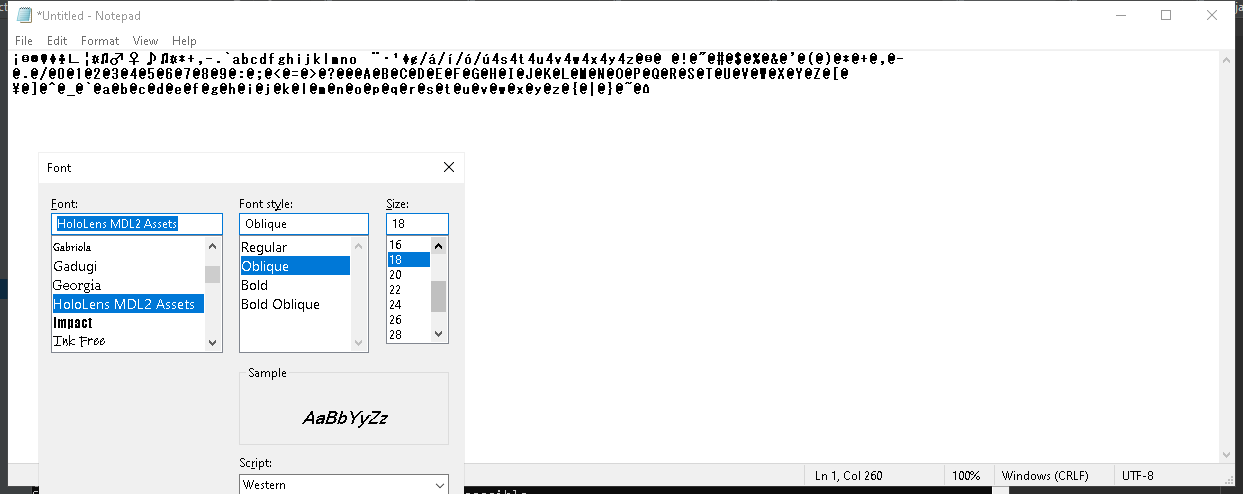 *Untitled - Notepad
File Edit Format View Help
¡◘◙♥♦♣∟¦¤♫♂♀♪♫¤*+,-.`abcdfghijklmno ¨·'♦¢/á/í/ó/ú4s4t4u4v4w4x4y4z@@@ @!@~@#@$@%@&@'@(@)@*@+@,@-
@.@/@0@1@2@3@4@5@6@7@8@9@:@;@<@=@>@?@@@A@B@C@D@E@F@G@H@I@J@K@L@M@N@O@P@Q@R@S@T@U@V@W@X@Y@Z@[@
¥@]@^@_@`@a@b@c@d@e@f@g@h@i@j@k@l@m@n@o@p@q@r@s@t@u@v@w@x@y@z@{@|@}@~@⌂
Font
Font: Font style: Size:
HoloLens MDL2 Assets Oblique 18
Gabriola Regular 16
Gadugi Oblique 18
Georgia Bold 20
HoloLens MDL2 Assets Bold Oblique 22
Impact 24
Ink Free 26
28
Sample
AaBbYyZz
Script:
Western
Ln 1, Col 260 100% Windows (CRLF) UTF-8